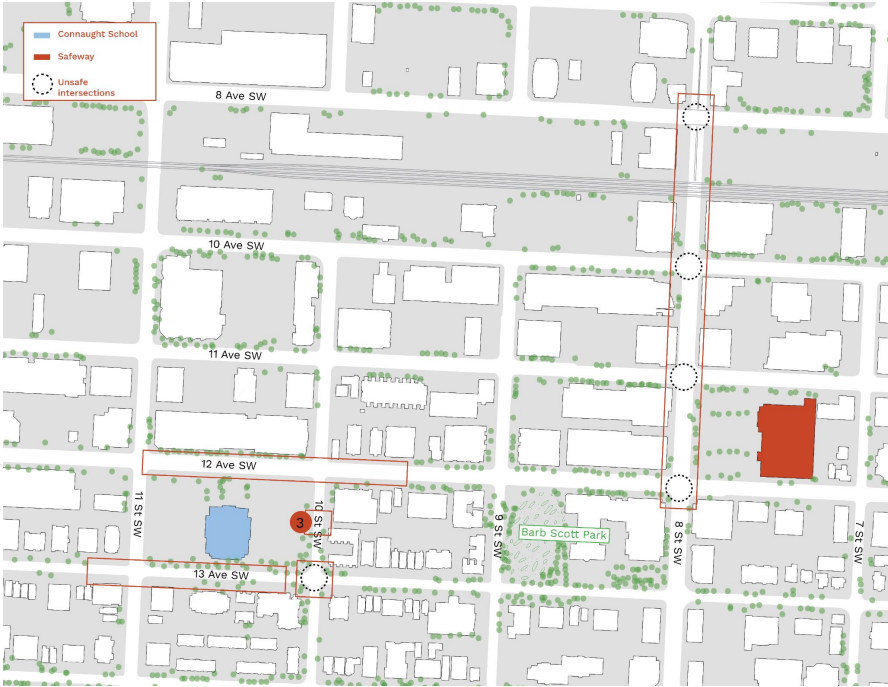 Connaught School
Safeway
Unsafe
intersections
8 Ave SW
10 Ave SW
11 Ave SW
12 Ave SW
11 St SW
3
10 St SW
9 St SW
Barb Scott Park
8 St SW
7 St SW
13 Ave SW